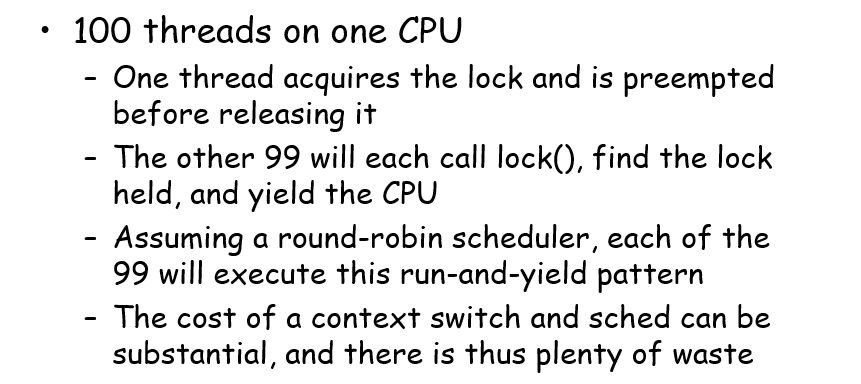 • 100 threads on one CPU
– One thread acquires the lock and is preempted
before releasing it
– The other 99 will each call lock(), find the lock
held, and yield the CPU
– Assuming a round-robin scheduler, each of the
99 will execute this run-and-yield pattern
– The cost of a context switch and sched can be
substantial, and there is thus plenty of waste